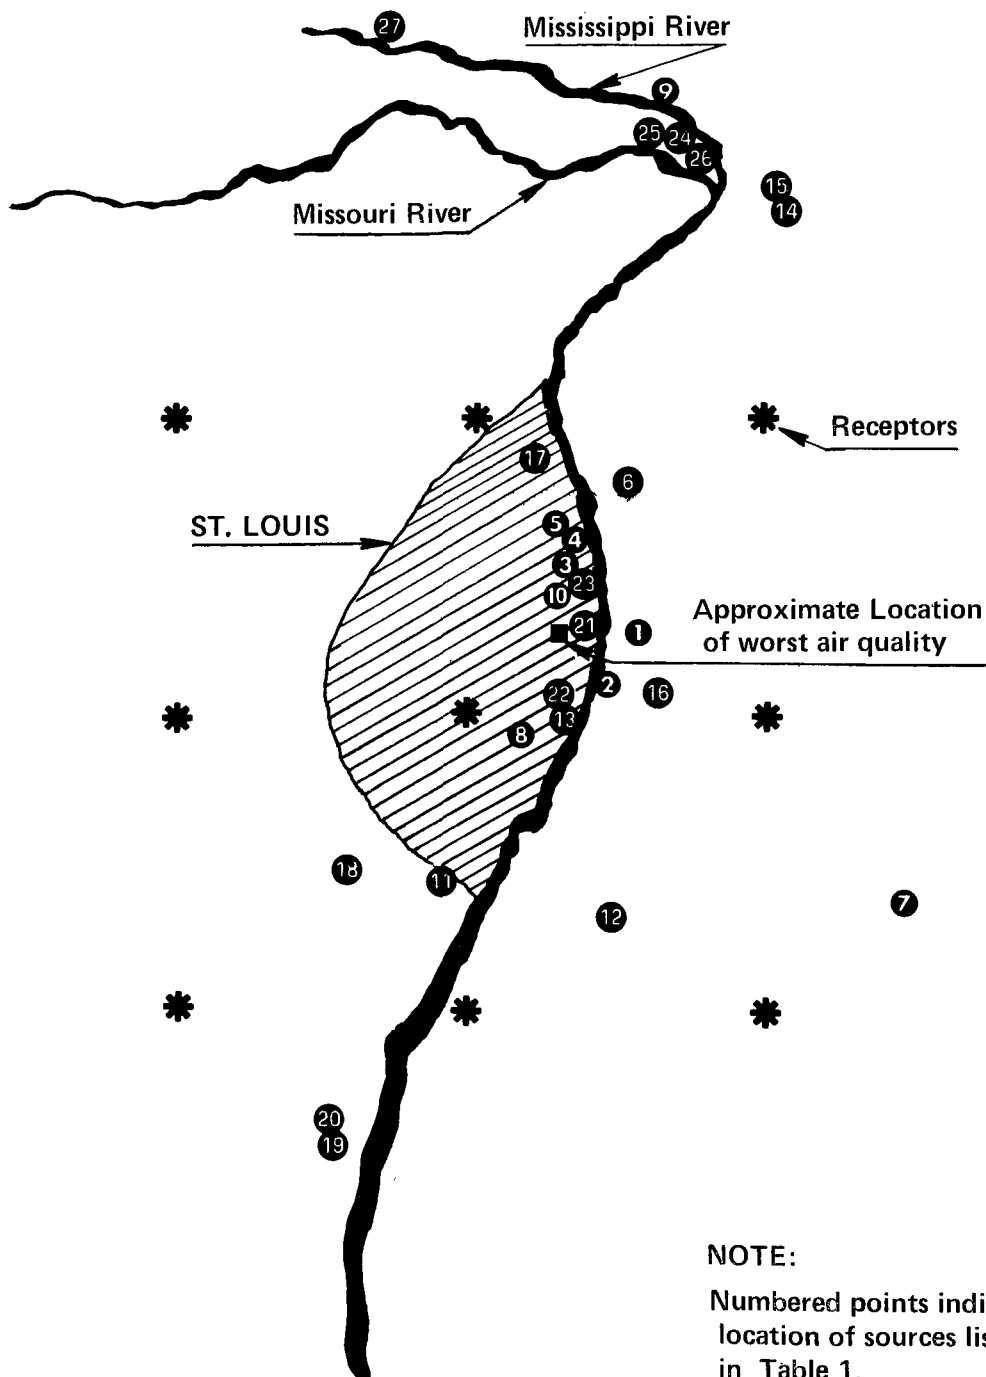 27
Mississippi River
9
25
24
26
15
14
Missouri River
Receptors
17
6
ST. LOUIS
5
4
3
23
10
Approximate Location
of worst air quality
21
1
2
22
16
13
8
18
11
7
12
20
19
NOTE:
Numbered points indi
location of sources lis
in Table 1.